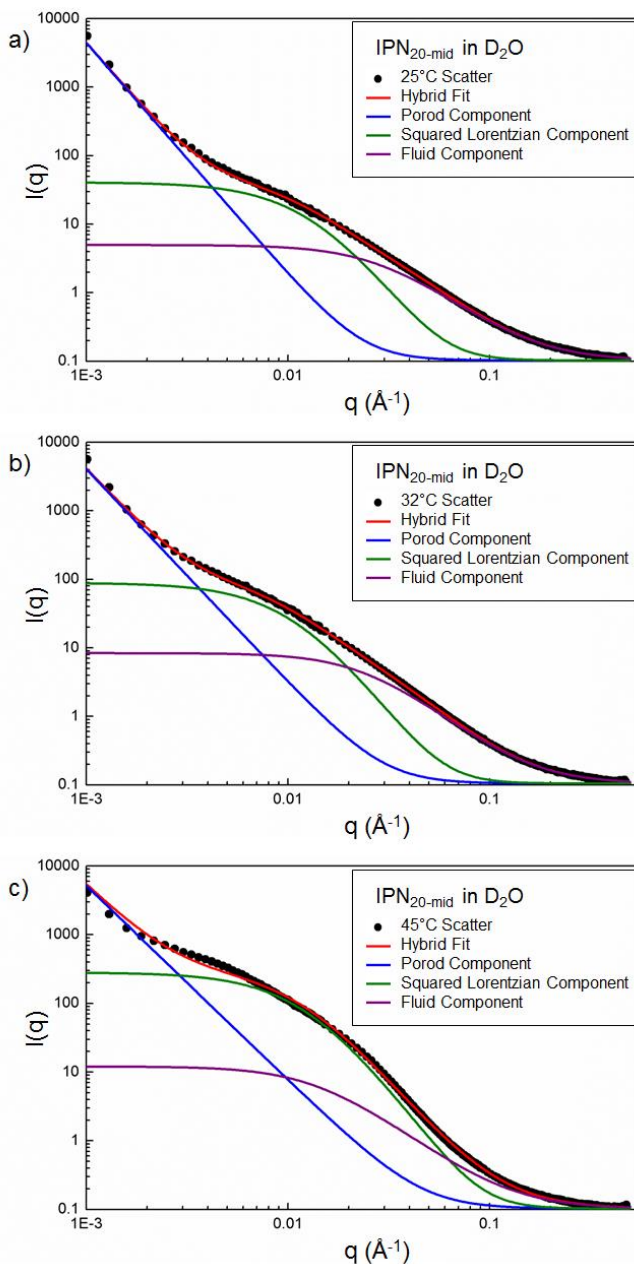 a)
10000
1000
100
10
1
0.1
I(q)
1E-3
0.01
0.1
q (Å-1)
IPN20-mid in D2O
25°C Scatter
Hybrid Fit
Porod Component
Squared Lorentzian Component
Fluid Component
b)
10000
1000
100
10
1
0.1
I(q)
1E-3
0.01
0.1
q (Å-1)
IPN20-mid in D2O
32°C Scatter
Hybrid Fit
Porod Component
Squared Lorentzian Component
Fluid Component
c)
10000
1000
100
10
1
0.1
I(q)
1E-3
0.01
0.1
q (Å-1)
IPN20-mid in D2O
45°C Scatter
Hybrid Fit
Porod Component
Squared Lorentzian Component
Fluid Component